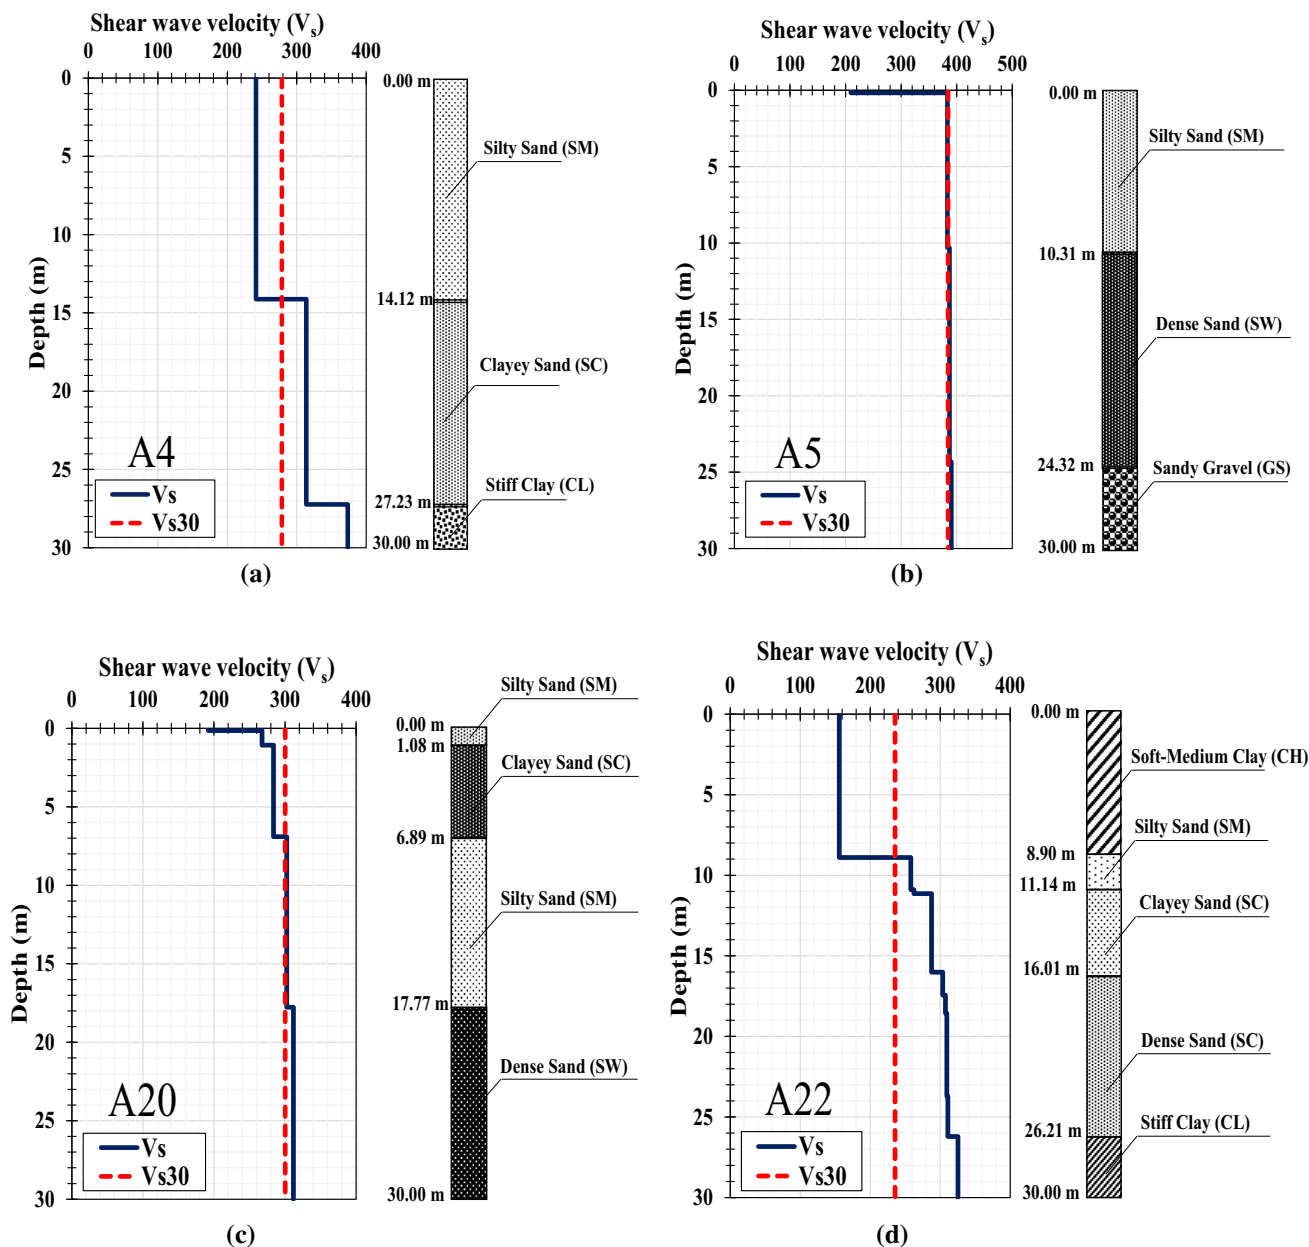 Shear wave velocity (Vs)
0 100 200 300 400
0
5
10
15
20
25
30
Depth (m)
A4
Vs
Vs30
0.00 m
Silty Sand (SM)
14.12 m
Clayey Sand (SC)
27.23 m
Stiff Clay (CL)
30.00 m
(a)
Shear wave velocity (Vs)
0 100 200 300 400 500
0
5
10
15
20
25
30
Depth (m)
A5
Vs
Vs30
0.00 m
Silty Sand (SM)
10.31 m
Dense Sand (SW)
24.32 m
Sandy Gravel (GS)
30.00 m
(b)
Shear wave velocity (Vs)
0 100 200 300 400
0
5
10
15
20
25
30
Depth (m)
A20
Vs
Vs30
Silty Sand (SM)
0.00 m
1.08 m
Clayey Sand (SC)
6.89 m
Silty Sand (SM)
17.77 m
Dense Sand (SW)
30.00 m
(c)
Shear wave velocity (Vs)
0 100 200 300 400
0
5
10
15
20
25
30
Depth (m)
A22
Vs
Vs30
0.00 m
Soft-Medium Clay (CH)
Silty Sand (SM)
8.90 m
11.14 m
Clayey Sand (SC)
16.01 m
Dense Sand (SC)
26.21 m
Stiff Clay (CL)
30.00 m
(d)